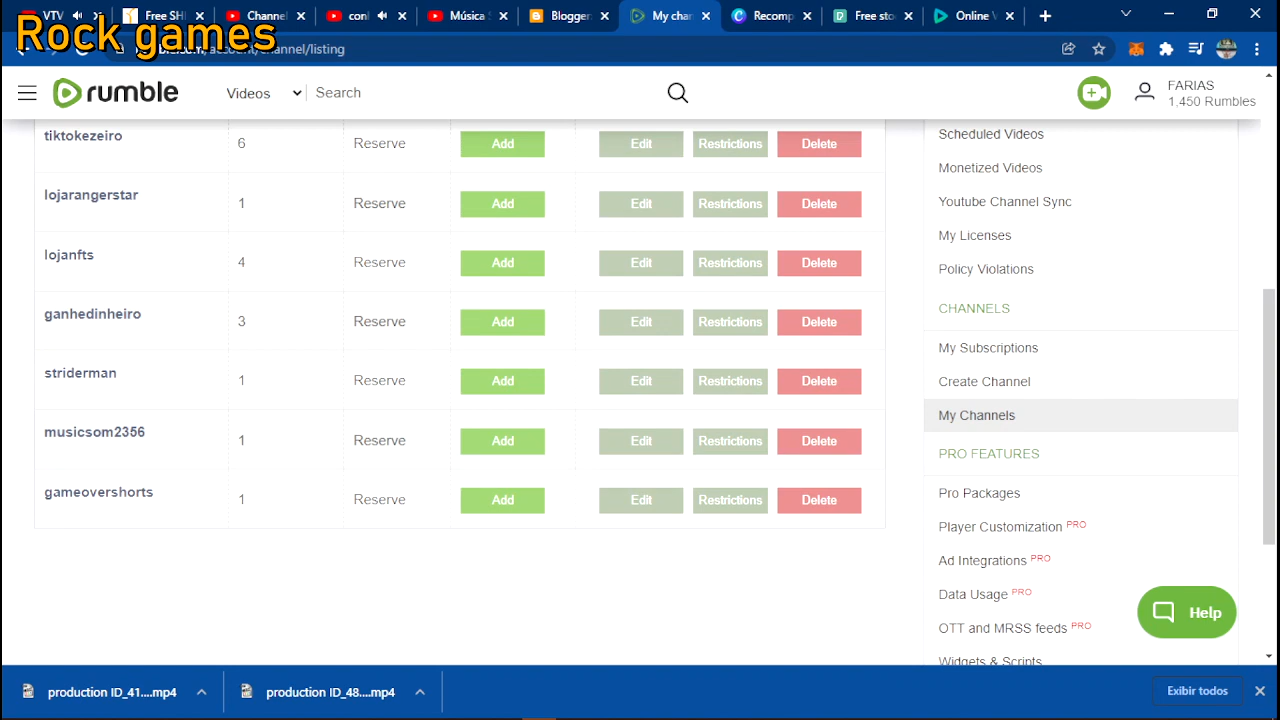 VTV
Free SH
Channel
con
Música S
Blogger
My char
Recomp
Free sto
Online V
Rock games
/account/channel/listing
rumble
Videos
Search
FARIAS
1,450 Rumbles
tiktokezeiro 6 Reserve Add Edit Restrictions Delete
lojarangerstar 1 Reserve Add Edit Restrictions Delete
lojanfts 4 Reserve Add Edit Restrictions Delete
ganhedinheiro 3 Reserve Add Edit Restrictions Delete
striderman 1 Reserve Add Edit Restrictions Delete
musicsom2356 1 Reserve Add Edit Restrictions Delete
gameovershorts 1 Reserve Add Edit Restrictions Delete
Scheduled Videos
Monetized Videos
Youtube Channel Sync
My Licenses
Policy Violations
CHANNELS
My Subscriptions
Create Channel
My Channels
PRO FEATURES
Pro Packages
Player Customization PRO
Ad Integrations PRO
Data Usage PRO
OTT and MRSS feeds PRO
Widgets & Scripts
Help
production ID_41....mp4
production ID_48....mp4
Exibir todos